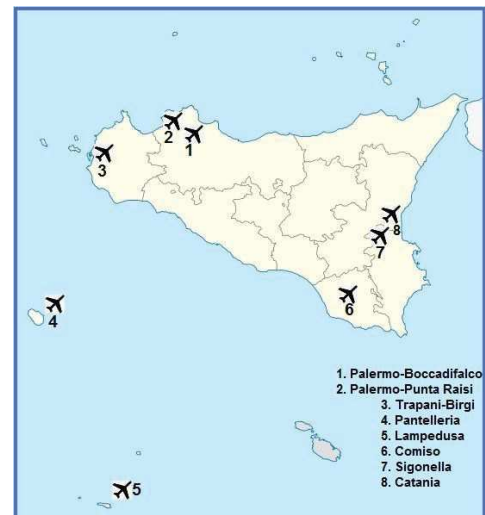 2
1
3
8
7
6
4
5
1. Palermo-Boccadifalco
2. Palermo-Punta Raisi
3. Trapani-Birgi
4. Pantelleria
5. Lampedusa
6. Comiso
7. Sigonella
8. Catania